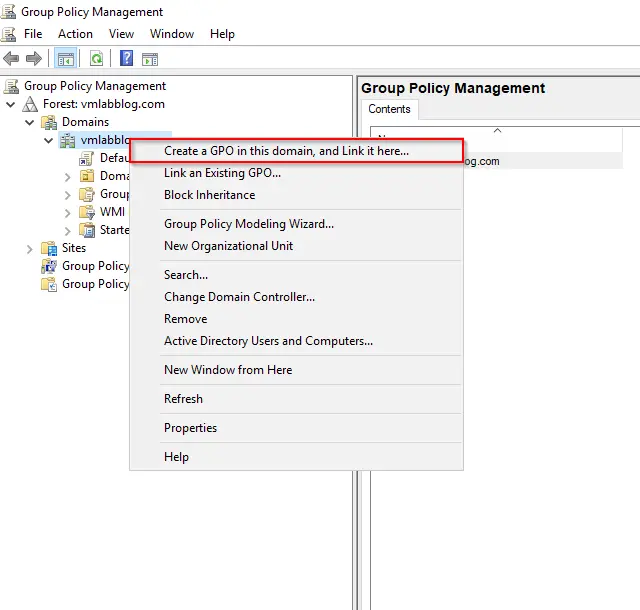 Group Policy Management
File Action View Window Help
Group Policy Management
Forest: vmlabblog.com
Domains
vmlabblo
Defau
Doma
Group
WMI
Starte
Sites
Group Policy
Group Policy
Create a GPO in this domain, and Link it here...
Link an Existing GPO...
Block Inheritance
Group Policy Modeling Wizard...
New Organizational Unit
Search...
Change Domain Controller...
Remove
Active Directory Users and Computers...
New Window from Here
Refresh
Properties
Help
Group Policy Management
Contents
og.com